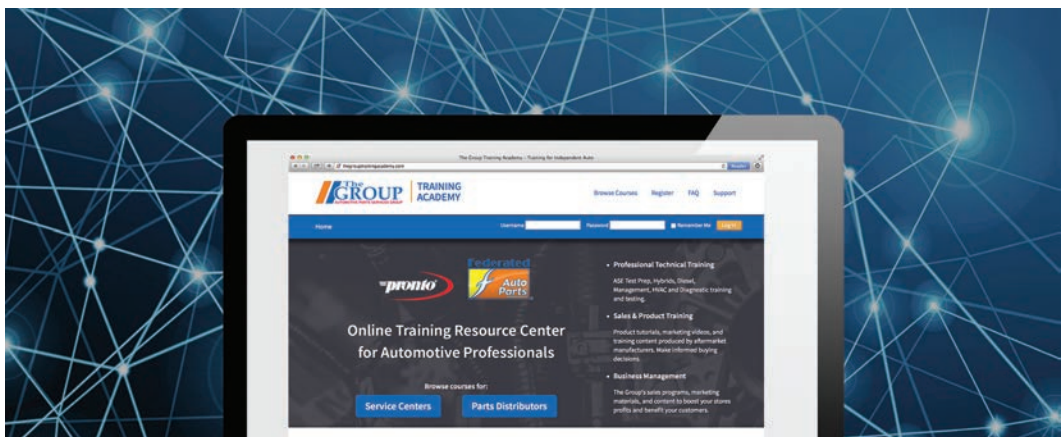 The Group Training Academy – Training for Independent Auto
thegrouptrainingacademy.com
Reader
The
GROUP
AUTOMOTIVE PARTS SERVICES GROUP
TRAINING
ACADEMY
Browse Courses Register FAQ Support
Home
Username
Password
Remember Me
Log In
pronto
Federated
Auto
Parts
Online Training Resource Center
for Automotive Professionals
Browse courses for:
Service Centers
Parts Distributors
• Professional Technical Training
ASE Test Prep, Hybrids, Diesel,
Management, HVAC and Diagnostic training
and testing.
• Sales & Product Training
Product tutorials, marketing videos, and
training content produced by aftermarket
manufacturers. Make informed buying
decisions.
• Business Management
The Group's sales programs, marketing
materials, and content to boost your stores
profits and benefit your customers.